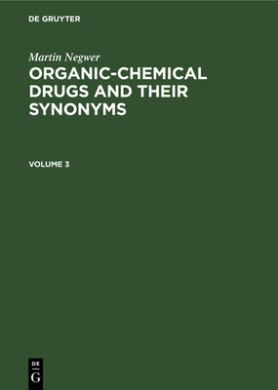 DE GRUYTER
Martin Negwer
ORGANIC-CHEMICAL
DRUGS AND THEIR
SYNONYMS
VOLUME 3
DE
G